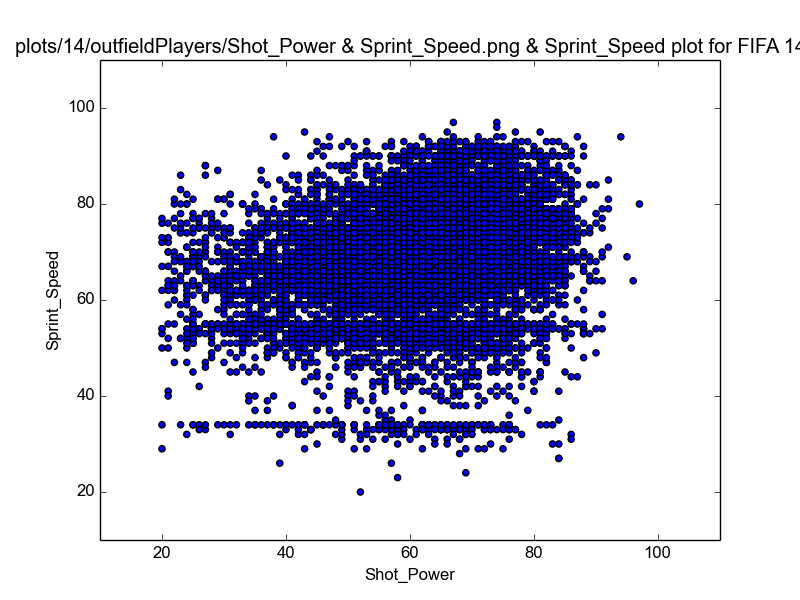 plots/14/outfieldPlayers/Shot_Power & Sprint_Speed.png & Sprint_Speed plot for FIFA 14
100
80
60
40
20
Sprint_Speed
20 40 60 80 100
Shot_Power